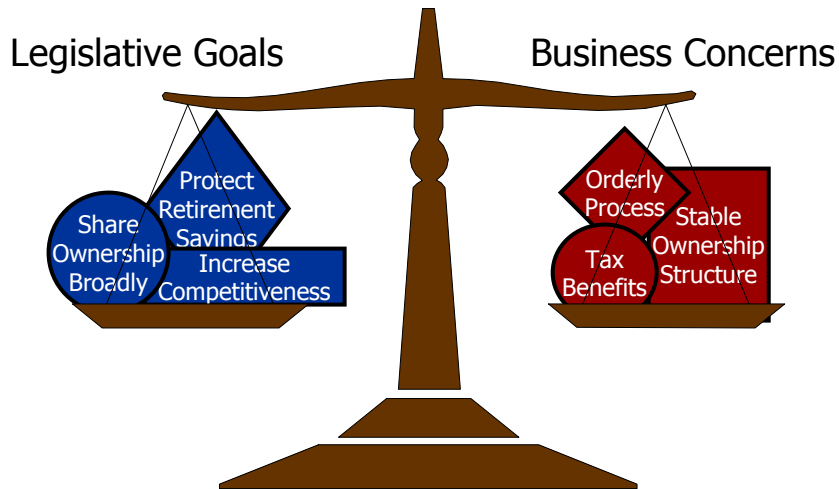 Legislative Goals
Business Concerns
Protect
Retirement
Savings
Share
Ownership
Broadly
Increase
Competitiveness
Orderly
Process
Stable
Ownership
Structure
Tax
Benefits